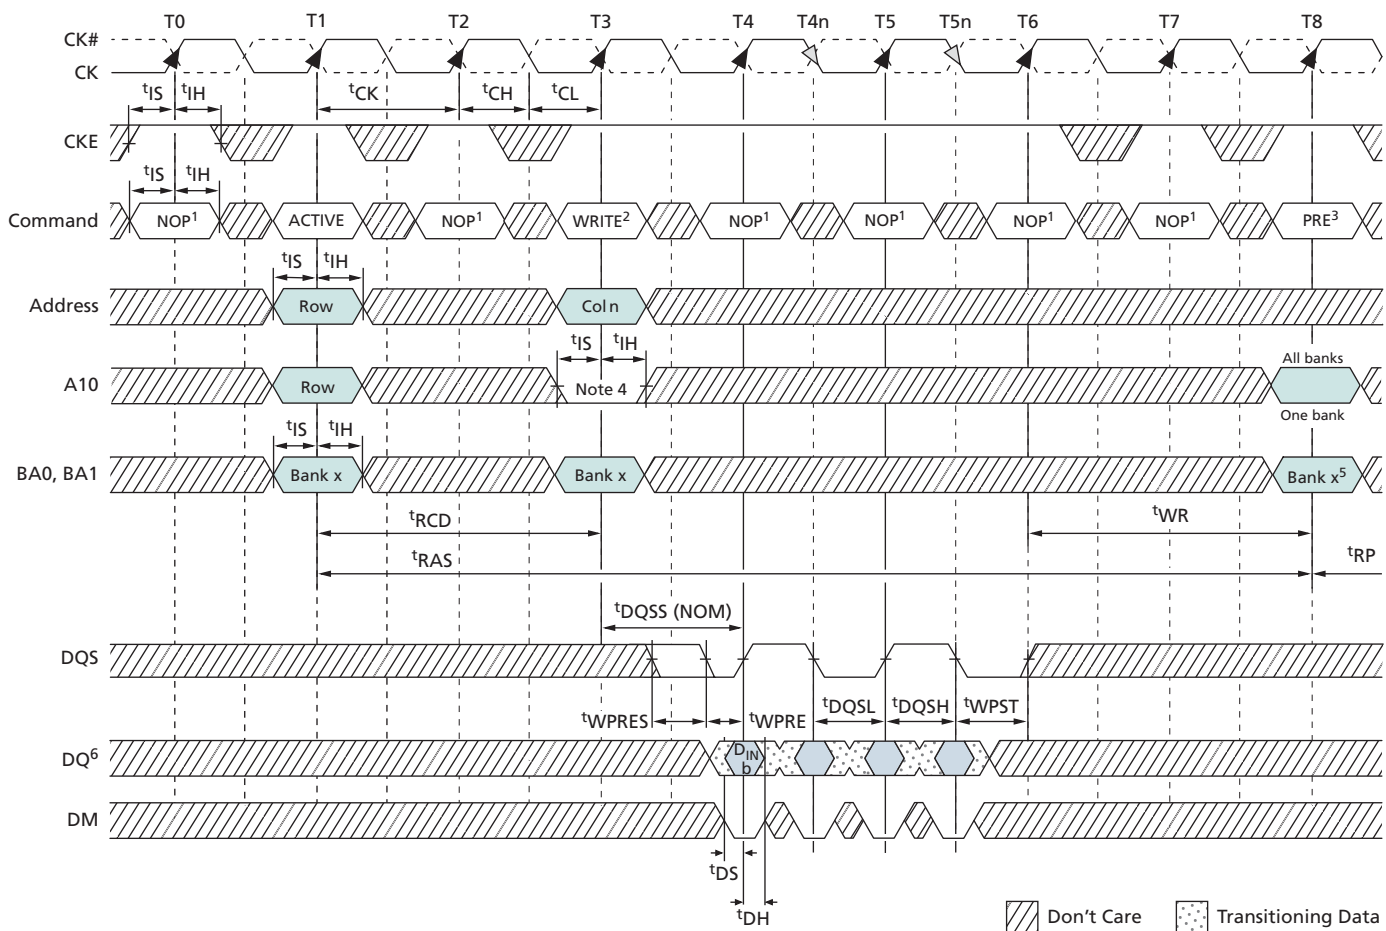 T0 T1 T2 T3 T4 T4n T5 T5n T6 T7 T8
CK#
CK
tIS tIH tCK tCH tCL
CKE
tIS tIH
Command NOP1 ACTIVE NOP1 WRITE2 NOP1 NOP1 NOP1 NOP1 PRE3
tIS tIH
Address Row Col n
tIS tIH All banks
A10 Row Note 4
One bank
tIS tIH
BA0, BA1 Bank x Bank x Bank x5
tRCD tWR
tRAS tRP
tDQSS (NOM)
DQS
tWPRES tWPRE tDQSL tDQSH tWPST
DQ6 DIN
b
DM
tDS
tDH
Don't Care Transitioning Data